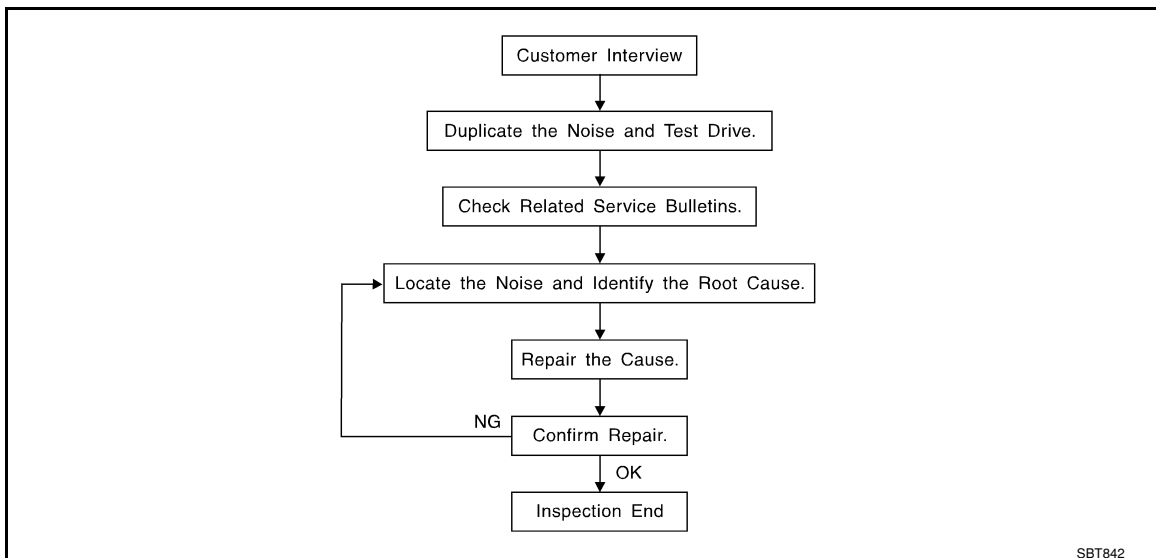 Customer Interview
Duplicate the Noise and Test Drive.
Check Related Service Bulletins.
Locate the Noise and Identify the Root Cause.
Repair the Cause.
NG
Confirm Repair.
OK
Inspection End
SBT842